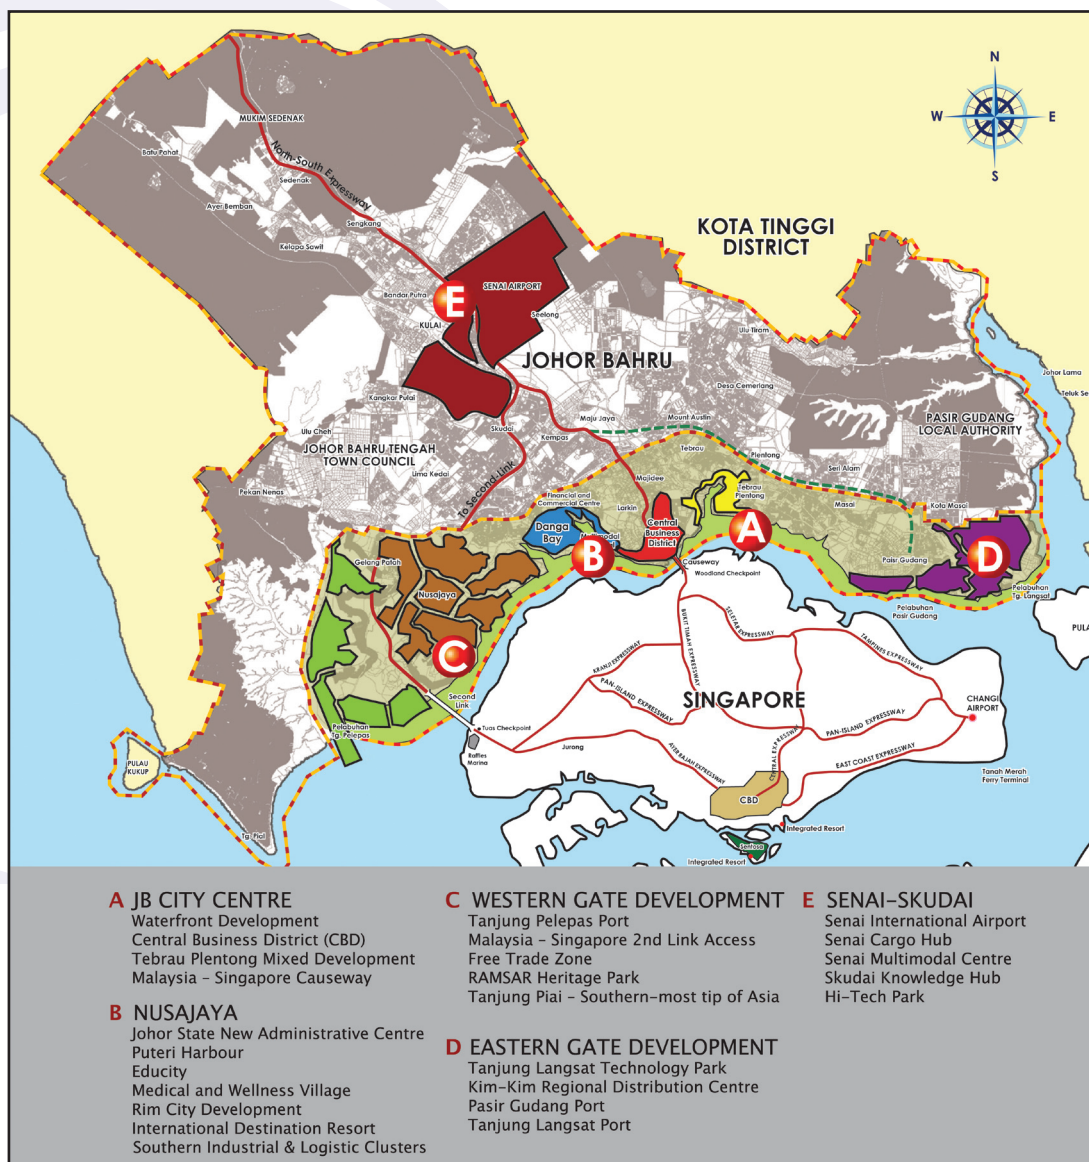 N
W
E
S
MUKIM SEDENAK
Batu Pahat
North-South Expressway
Sedenak
Ayer Bemban
Sengkang
Kelapa Sawit
KOTA TINGGI
DISTRICT
SENAI AIRPORT
Bandar Putra
E
Seelong
KULAI
Ulu Tiram
JOHOR BAHRU
Johor Lama
Desa Cemerlang
Kangkar Pulai
Maju Jaya
Mount Austin
PASIR GUDANG
LOCAL AUTHORITY
Ulu Choh
Skudai
Kempas
JOHOR BAHRU TENGAH
TOWN COUNCIL
Tebrau
Plentong
Lima Kedai
Seri Alam
Majidee
Pekan Nenas
To Second-Link
Financial and
Commercial Centre
Larkin
Tebrau
Plentong
Masai
Kota Masai
Danga
Bay
Central
Business
District
A
B
D
Causeway
Woodland Checkpoint
Gelang Patah
Pasir Gudang
Pelabuhan
Tg. Langsat
Nusajaya
Pelabuhan
Pasir Gudang
BUKIT TIMAH EXPRESSWAY
SELETAR EXPRESSWAY
TAMPINES EXPRESSWAY
C
KRANJI EXPRESSWAY
PAN-ISLAND EXPRESSWAY
SINGAPORE
CHANGI
AIRPORT
Second
Link
PAN-ISLAND EXPRESSWAY
Pelabuhan
Tg. Pelepas
Tuas Checkpoint
Raffles
Marina
Jurong
AYER RAJAH EXPRESSWAY
CENTRAL EXPRESSWAY
EAST COAST EXPRESSWAY
PULAU
KUKUP
Tanah Merah
Ferry Terminal
CBD
Tg. Piai
Integrated Resort
Sentosa
Integrated Resort
A JB CITY CENTRE
Waterfront Development
Central Business District (CBD)
Tebrau Plentong Mixed Development
Malaysia – Singapore Causeway
B NUSAJAYA
Johor State New Administrative Centre
Puteri Harbour
Educity
Medical and Wellness Village
Rim City Development
International Destination Resort
Southern Industrial & Logistic Clusters
C WESTERN GATE DEVELOPMENT
Tanjung Pelepas Port
Malaysia – Singapore 2nd Link Access
Free Trade Zone
RAMSAR Heritage Park
Tanjung Piai – Southern-most tip of Asia
D EASTERN GATE DEVELOPMENT
Tanjung Langsat Technology Park
Kim-Kim Regional Distribution Centre
Pasir Gudang Port
Tanjung Langsat Port
E SENAI-SKUDAI
Senai International Airport
Senai Cargo Hub
Senai Multimodal Centre
Skudai Knowledge Hub
Hi-Tech Park